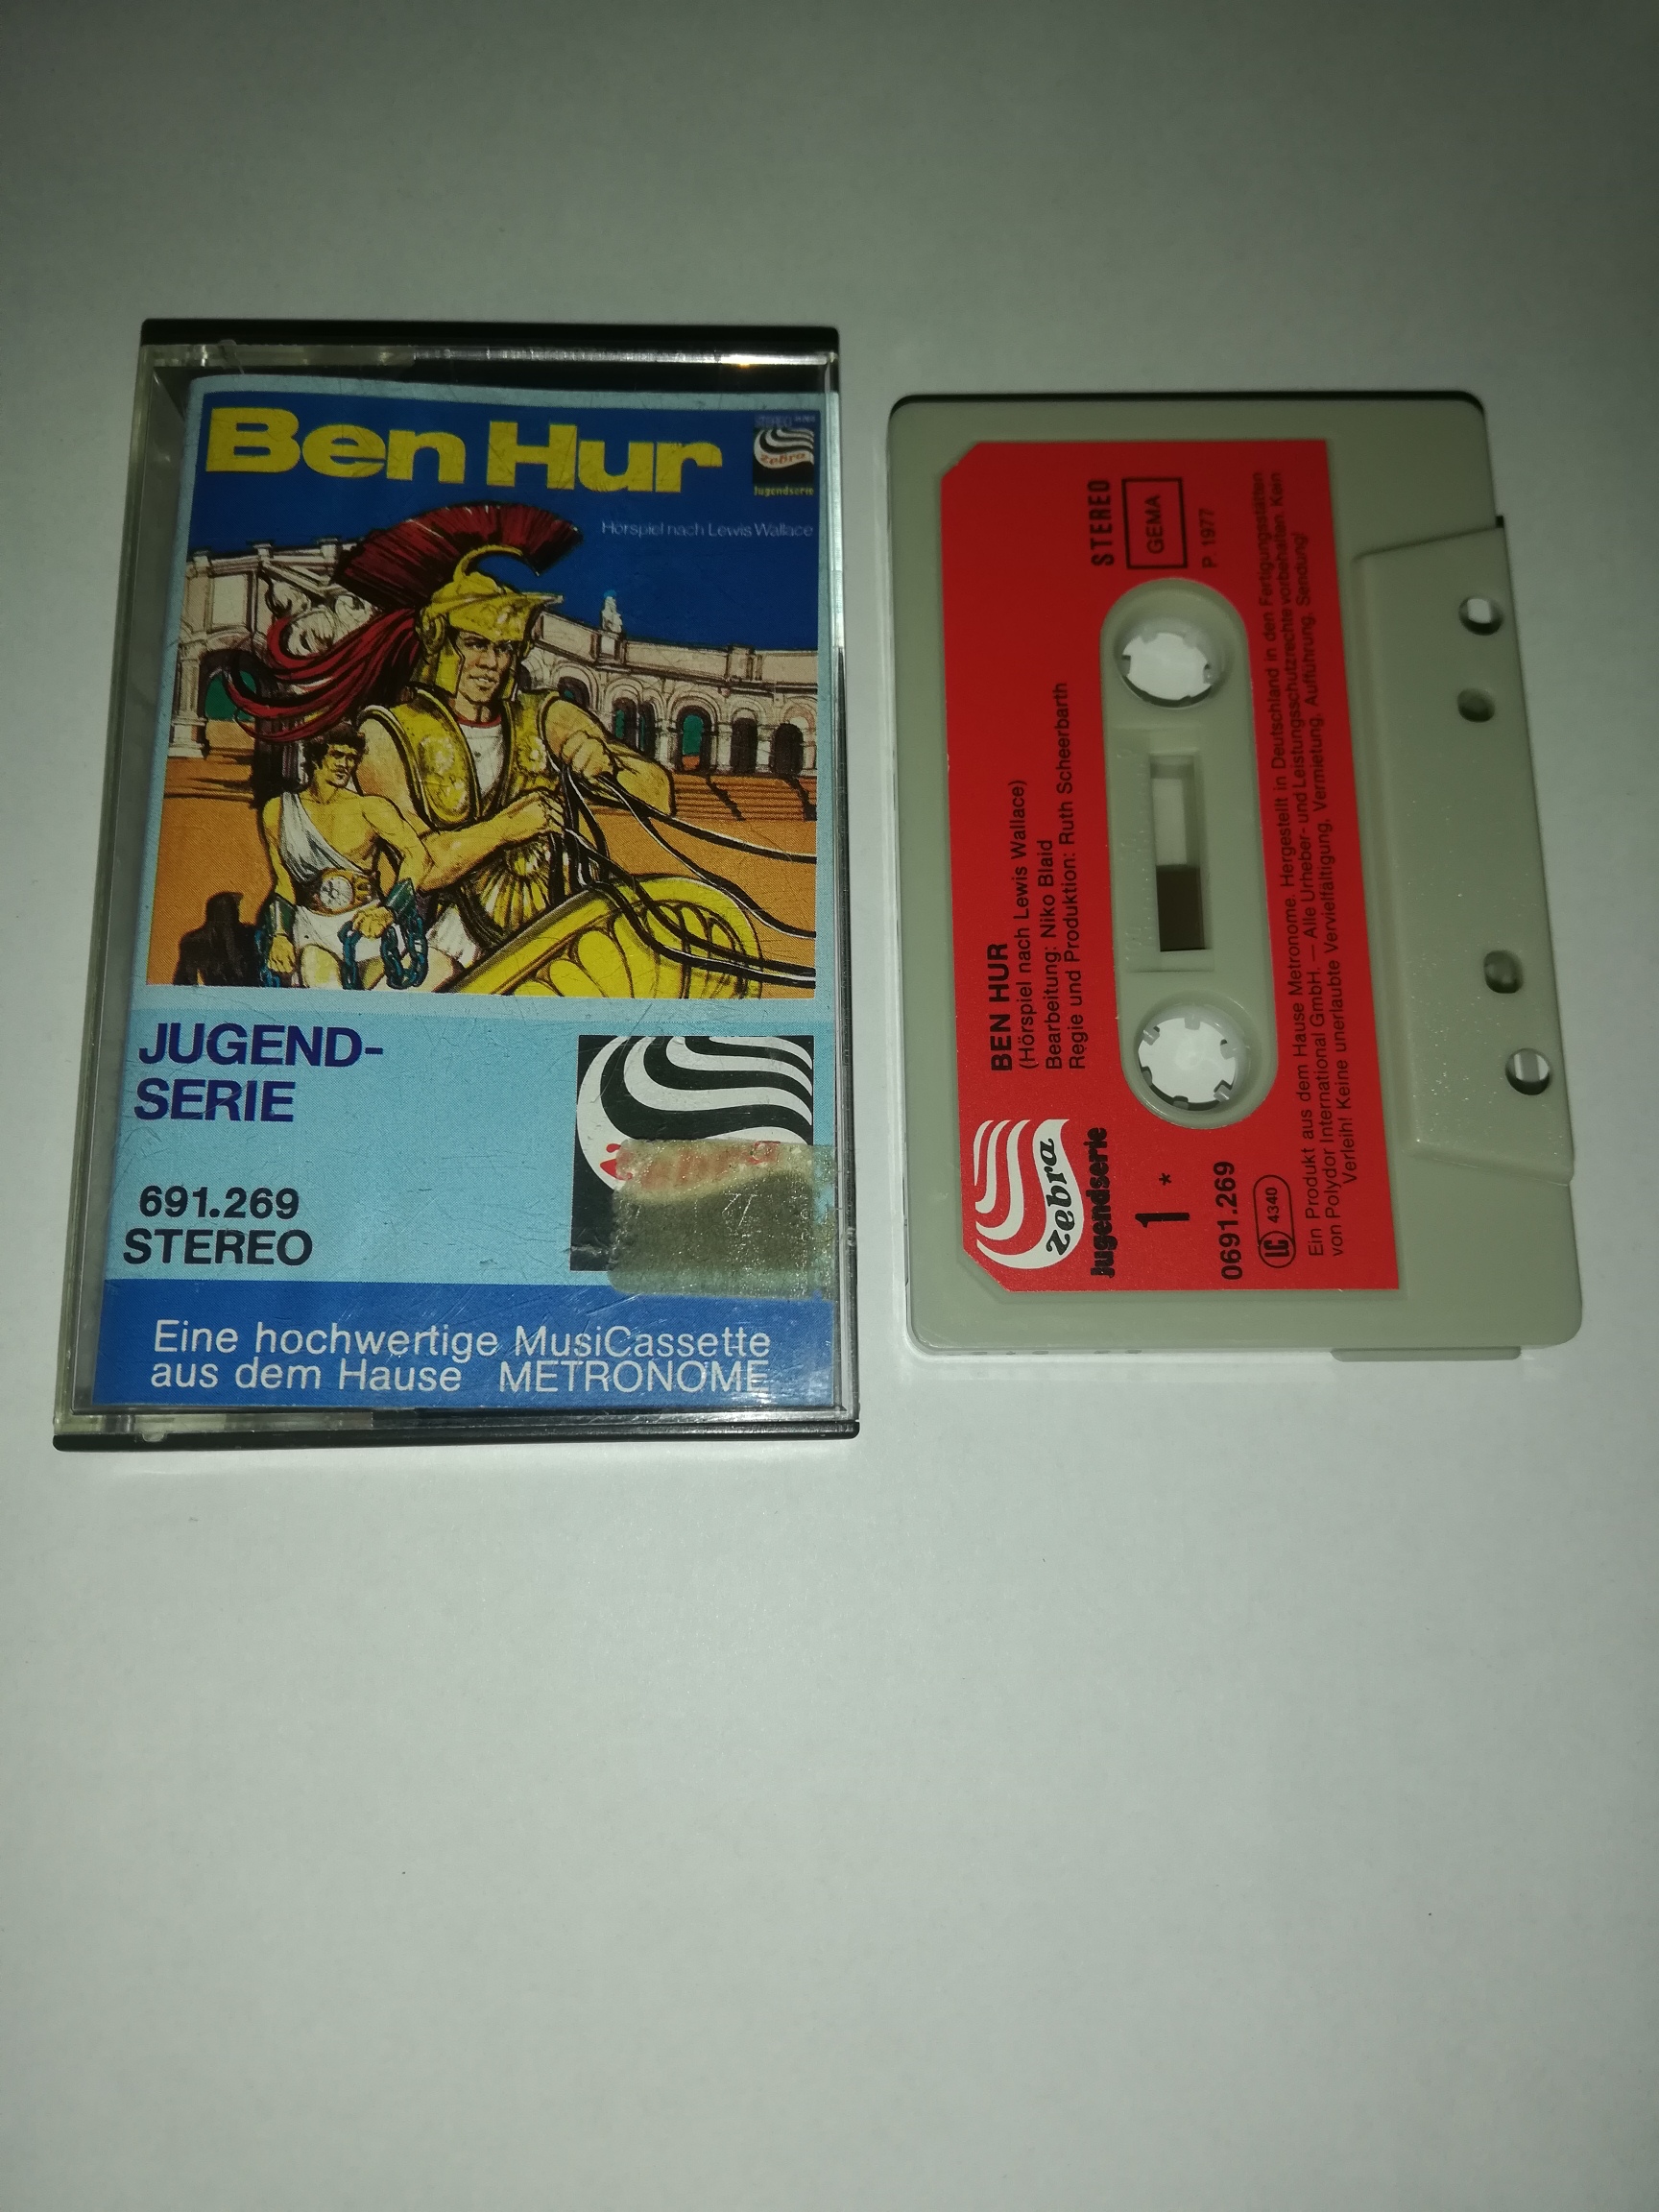 Ben Hur
STEREO
zebra
Jugendserie
Hörspiel nach Lewis Wallace
JUGEND-
SERIE
zebra
691.269
STEREO
Eine hochwertige MusiCassette
aus dem Hause METRONOME
zebra
Jugendserie
BEN HUR
(Hörspiel nach Lewis Wallace)
Bearbeitung: Niko Blaid
Regie und Produktion: Ruth Scheerbarth
STEREO
GEMA
P 1977
1 *
0691.269
LC 4340
Ein Produkt aus dem Hause Metronome. Hergestellt in Deutschland in den Fertigungsstätten
von Polydor International GmbH. — Alle Urheber- und Leistungsschutzrechte vorbehalten. Kein
Verleih! Keine unerlaubte Vervielfältigung, Vermietung, Aufführung, Sendung!